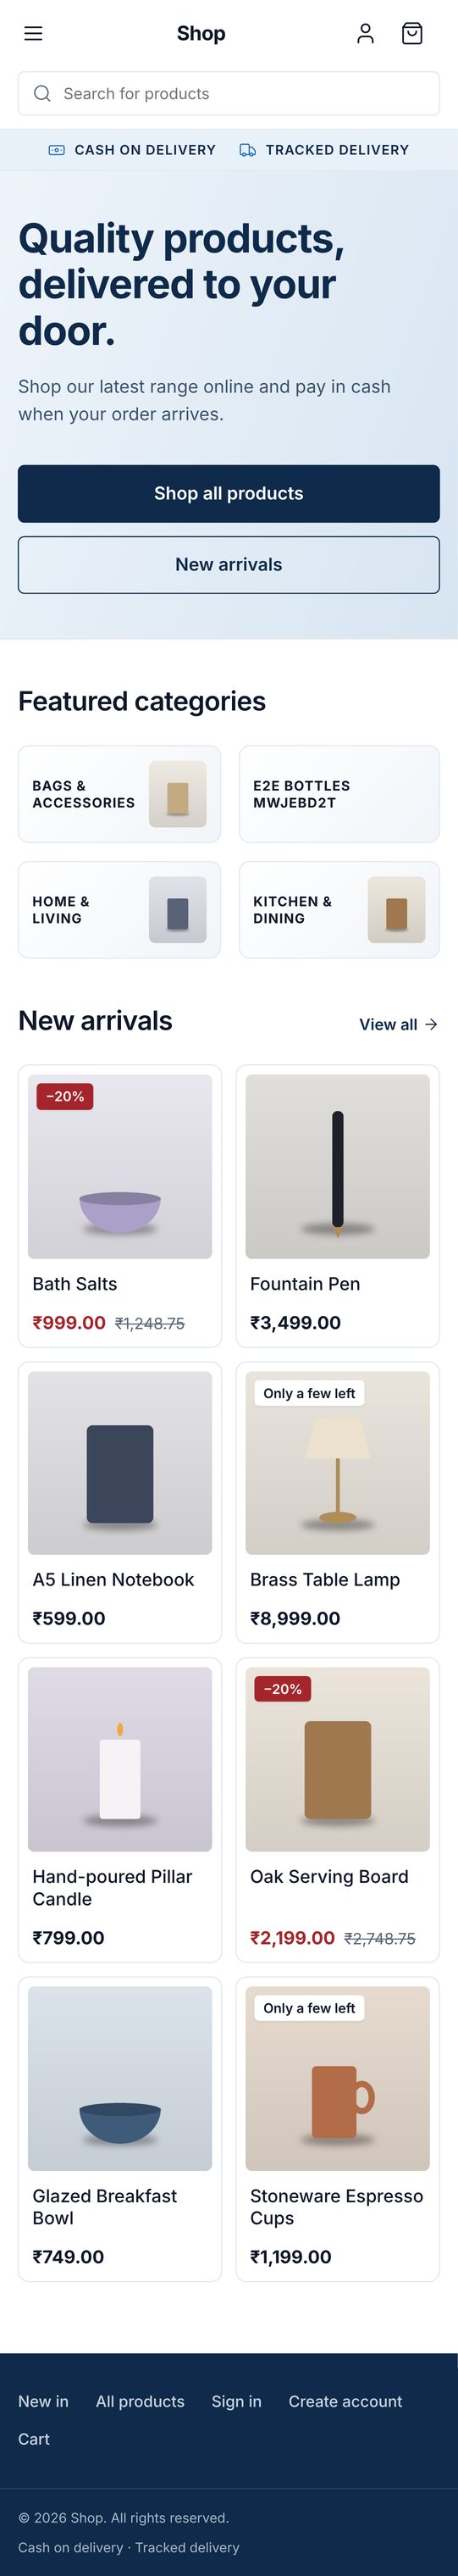 Shop
Search for products
CASH ON DELIVERY
TRACKED DELIVERY
Quality products,
delivered to your
door.
Shop our latest range online and pay in cash
when your order arrives.
Shop all products
New arrivals
Featured categories
BAGS &
ACCESSORIES
E2E BOTTLES
MWJEBD2T
HOME &
LIVING
KITCHEN &
DINING
New arrivals
View all →
−20%
Bath Salts
₹999.00 ₹1,248.75
Fountain Pen
₹3,499.00
A5 Linen Notebook
₹599.00
Only a few left
Brass Table Lamp
₹8,999.00
Hand-poured Pillar
Candle
₹799.00
−20%
Oak Serving Board
₹2,199.00 ₹2,748.75
Glazed Breakfast
Bowl
₹749.00
Only a few left
Stoneware Espresso
Cups
₹1,199.00
New in All products Sign in Create account
Cart
© 2026 Shop. All rights reserved.
Cash on delivery · Tracked delivery